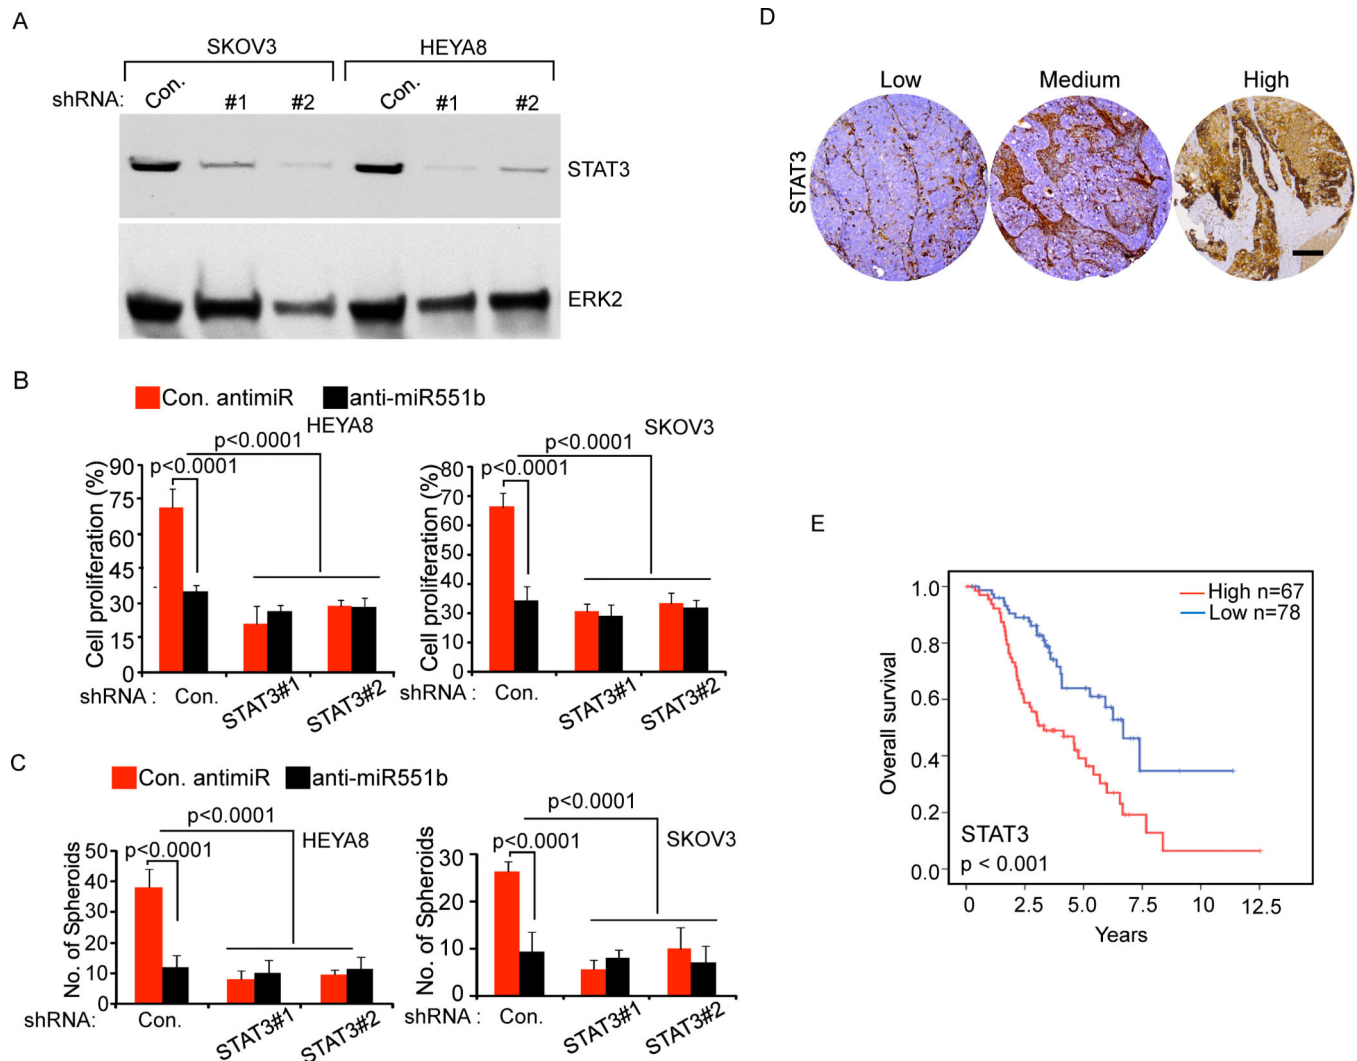 A
SKOV3 HEYA8
shRNA: Con. #1 #2 Con. #1 #2
STAT3
ERK2
B
Con. antimiR anti-miR551b
HEYA8
p<0.0001
p<0.0001
Cell proliferation (%)
90
75
60
45
30
15
0
shRNA : Con. STAT3#1 STAT3#2
SKOV3
p<0.0001
p<0.0001
Cell proliferation (%)
80
70
60
50
40
30
30
0
shRNA : Con. STAT3#1 STAT3#2
C
Con. antimiR anti-miR551b
p<0.0001
HEYA8
p<0.0001
No. of Spheroids
50
40
30
20
10
0
shRNA: Con. STAT3#1 STAT3#2
p<0.0001
SKOV3
p<0.0001
No. of Spheroids
30
20
10
0
shRNA : Con. STAT3#1 STAT3#2
D
Low Medium High
STAT3
E
High n=67
Low n=78
Overall survival
1.0
0.8
0.6
0.4
0.2
0.0
STAT3
p < 0.001
0 2.5 5.0 7.5 10 12.5
Years